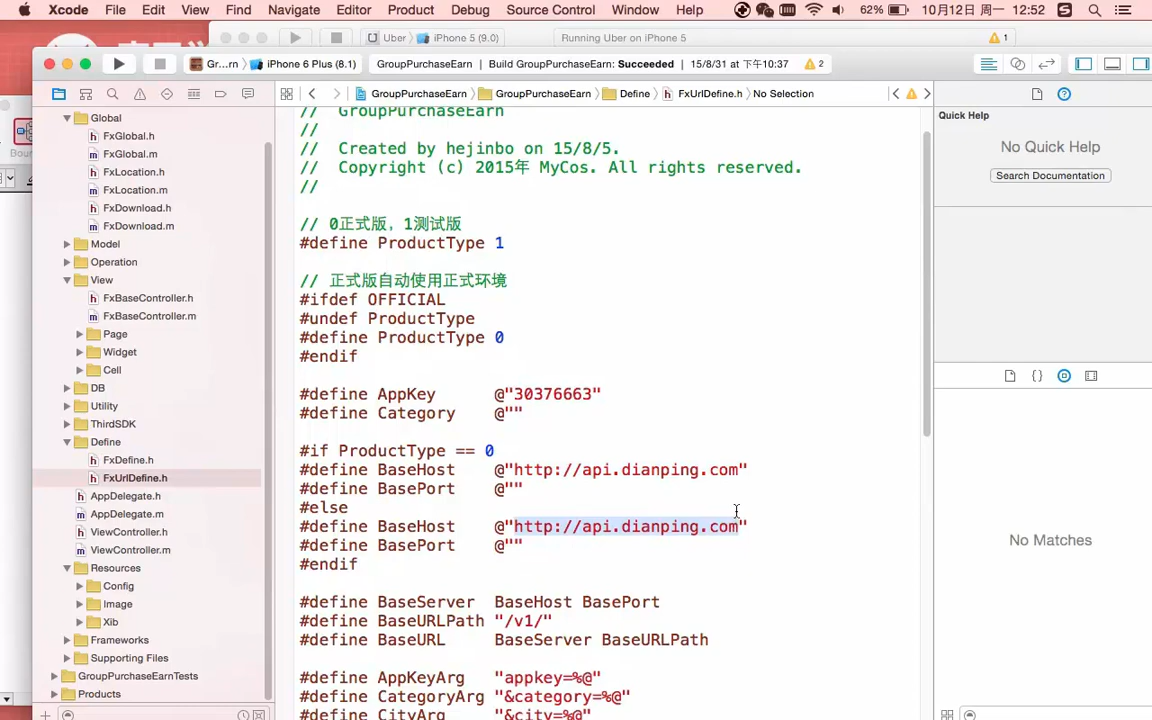 Xcode File Edit View Find Navigate Editor Product Debug Source Control Window Help 62% 10月12日 周一 12:52
Uber iPhone 5 (9.0) Running Uber on iPhone 5 1
Gr...rn iPhone 6 Plus (8.1) GroupPurchaseEarn | Build GroupPurchaseEarn: Succeeded | 15/8/31 at 下午10:37 2
GroupPurchaseEarn GroupPurchaseEarn Define FxUrlDefine.h No Selection
Global
FxGlobal.h
FxGlobal.m
FxLocation.h
FxLocation.m
FxDownload.h
FxDownload.m
Model
Operation
View
FxBaseController.h
FxBaseController.m
Page
Widget
Cell
DB
Utility
ThirdSDK
Define
FxDefine.h
FxUrlDefine.h
AppDelegate.h
AppDelegate.m
ViewController.h
ViewController.m
Resources
Config
Image
Xib
Frameworks
Supporting Files
GroupPurchaseEarnTests
Products
// GroupPurchaseEarn
//
// Created by hejinbo on 15/8/5.
// Copyright (c) 2015年 MyCos. All rights reserved.
//
// 0正式版，1测试版
#define ProductType 1
// 正式版自动使用正式环境
#ifdef OFFICIAL
#undef ProductType
#define ProductType 0
#endif
#define AppKey @"30376663"
#define Category @""
#if ProductType == 0
#define BaseHost @"http://api.dianping.com"
#define BasePort @""
#else
#define BaseHost @"http://api.dianping.com"
#define BasePort @""
#endif
#define BaseServer BaseHost BasePort
#define BaseURLPath "/v1/"
#define BaseURL BaseServer BaseURLPath
#define AppKeyArg "appkey=%@"
#define CategoryArg "&category=%@"
#define CityArg "&city=%@"
Quick Help
No Quick Help
Search Documentation
No Matches